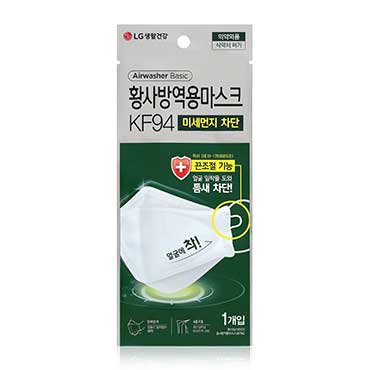 LG생활건강
의약외품
식약처 허가
Airwasher Basic
황사방역용마스크
KF94 미세먼지 차단
끈조절 기능
얼굴 밀착을 도와
틈새 차단!
얼굴에 착!
1개입